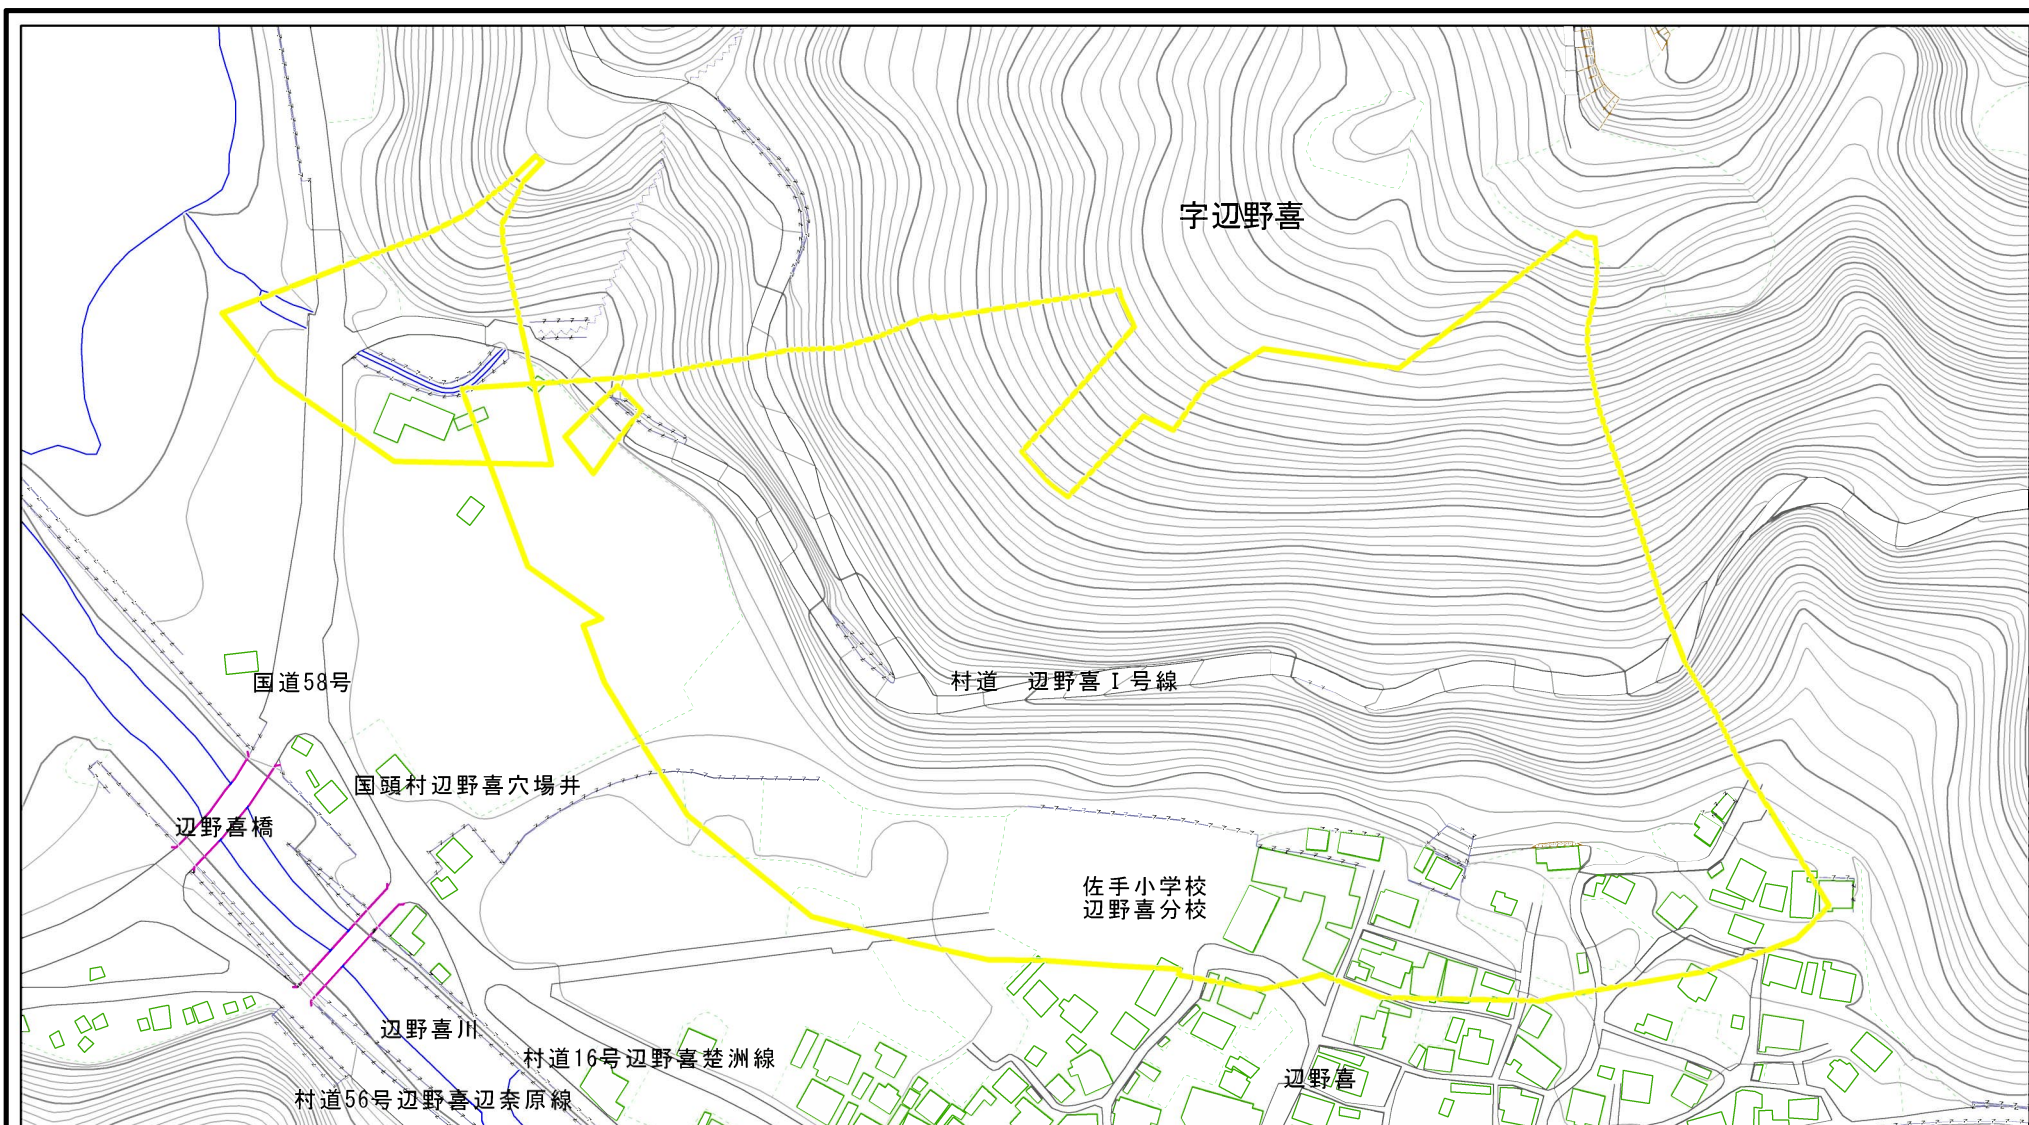 字辺野喜
村道　辺野喜Ⅰ号線
国道58号
国頭村辺野喜穴場井
辺野喜橋
佐手小学校
辺野喜分校
辺野喜川
村道16号辺野喜楚洲線
辺野喜
村道56号辺野喜辺奈原線